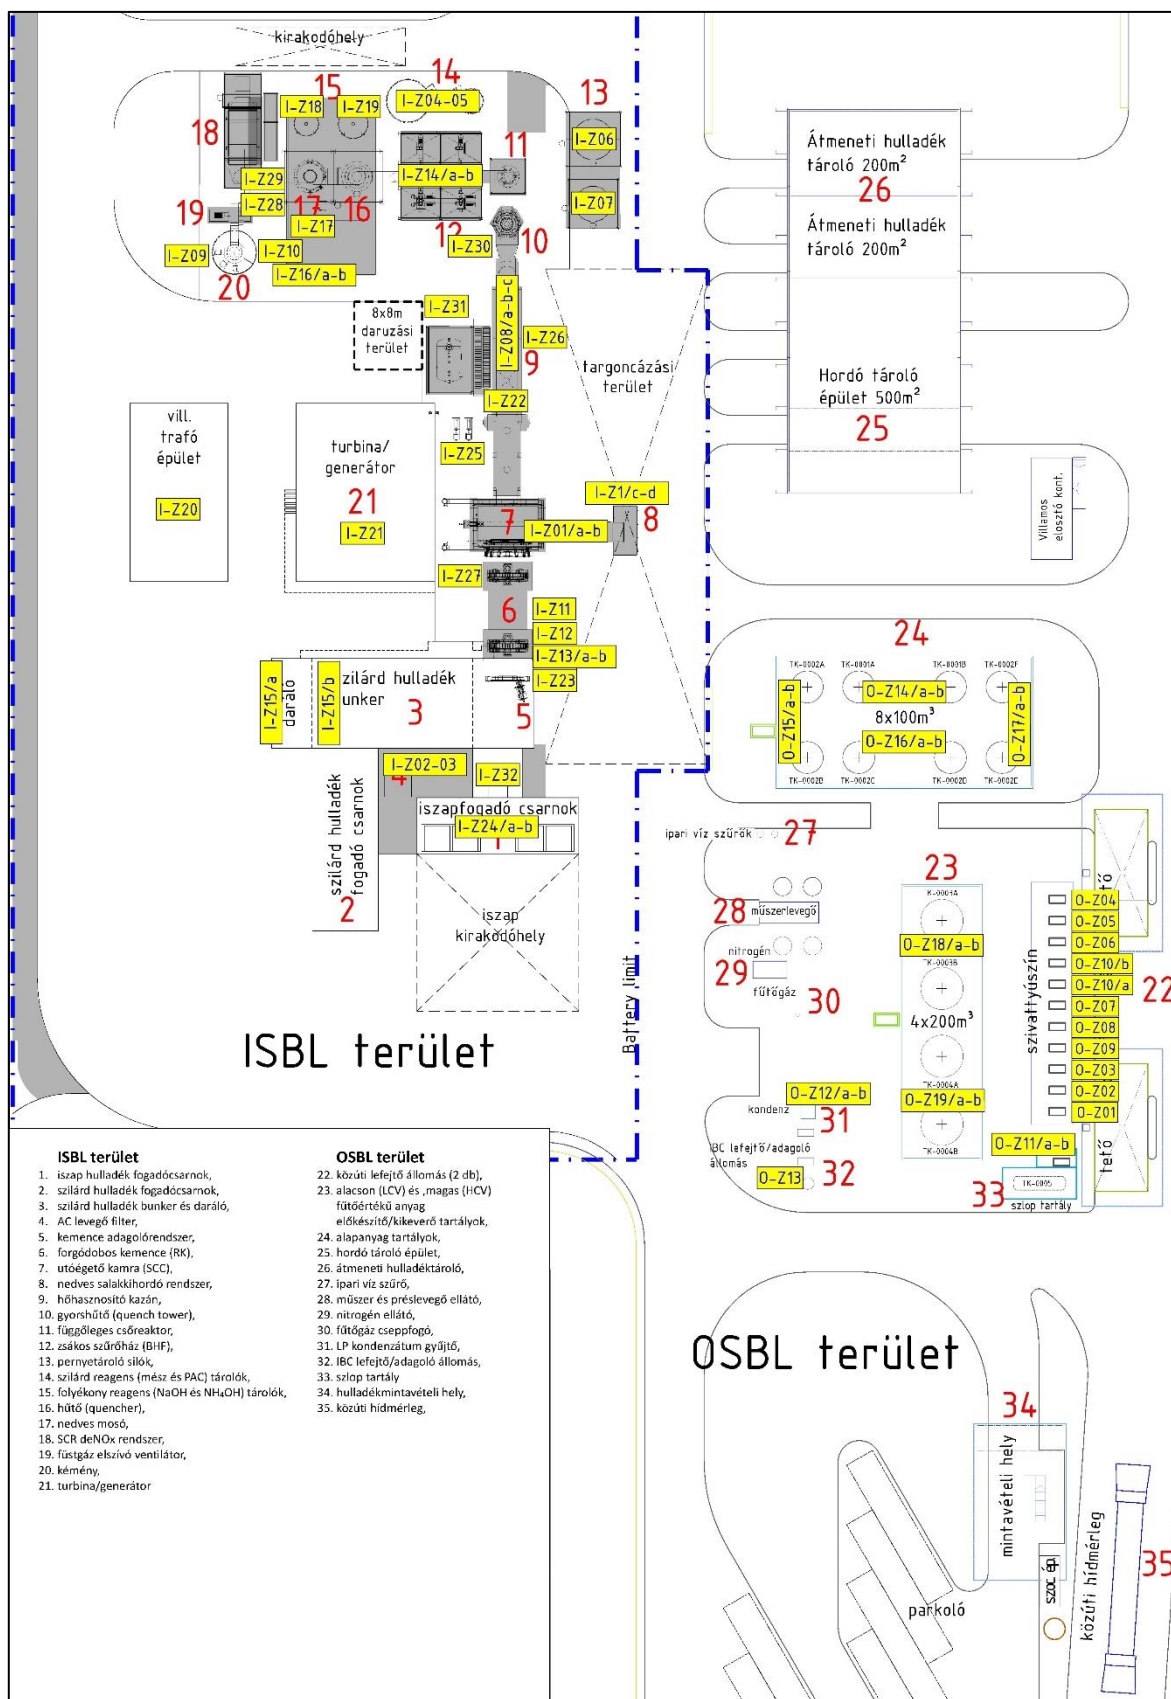 kirakodóhely
14
15
I-Z04-05
13
I-Z18
I-Z19
18
11
I-Z06
Átmeneti hulladék
tároló 200m²
26
I-Z29
I-Z14/a-b
I-Z28
17
16
I-Z07
19
I-Z17
12
10
Átmeneti hulladék
tároló 200m²
I-Z09
I-Z10
I-Z30
20
I-Z16/a-b
I-Z31
8x8m
daruzási
terület
I-Z08/a-b-c
I-Z26
9
targoncázási
terület
Hordó tároló
épület 500m²
25
I-Z22
vill.
trafó
épület
turbina/
generátor
I-Z25
21
I-Z20
I-Z21
I-Z1/c-d
7
I-Z01/a-b
8
Villamos
elosztó kont.
I-Z27
6
I-Z11
I-Z12
I-Z13/a-b
I-Z23
24
TK-0002A
TK-0001A
TK-0001B
TK-0002F
I-Z15/a
daráló
I-Z15/b
zilárd hulladék
unker
3
5
O-Z15/a-b
O-Z14/a-b
8x100m³
O-Z16/a-b
O-Z17/a-b
TK-0002B
TK-0002C
TK-0002D
TK-0002E
I-Z02-03
4
I-Z32
iszapfogadó csarnok
I-Z24/a-b
1
szilárd hulladék
fogadó csarnok
2
iszap
kirakodóhely
ipari víz szűrők
27
23
28
műszerlevegő
nitrogén
29
fűtőgáz
30
K-0003A
O-Z18/a-b
TK-0003B
4x200m³
TK-0004A
O-Z19/a-b
TK-0004B
szivattyúszín
tető
O-Z04
O-Z05
O-Z06
O-Z10/b
O-Z10/a
22
O-Z07
O-Z08
O-Z09
O-Z03
O-Z02
O-Z01
tető
Battery limit
ISBL terület
O-Z12/a-b
kondenz
31
IBC lefejtő/adagoló
állomás
O-Z13
32
O-Z11/a-b
33
TK-0005
szlop tartály
ISBL terület
1. iszap hulladék fogadócsarnok,
2. szilárd hulladék fogadócsarnok,
3. szilárd hulladék bunker és daráló,
4. AC levegő filter,
5. kemence adagolórendszer,
6. forgódobos kemence (RK),
7. utóégető kamra (SCC),
8. nedves salakkihordó rendszer,
9. hőhasznosító kazán,
10. gyorshűtő (quench tower),
11. függőleges csőreaktor,
12. zsákos szűrőház (BHF),
13. pernyetároló silók,
14. szilárd reagens (mész és PAC) tárolók,
15. folyékony reagens (NaOH és NH₄OH) tárolók,
16. hűtő (quencher),
17. nedves mosó,
18. SCR deNOx rendszer,
19. füstgáz elszívó ventilátor,
20. kémény,
21. turbina/generátor
OSBL terület
22. közúti lefejtő állomás (2 db),
23. alacson (LCV) és ,magas (HCV)
fűtőértékű anyag
előkészítő/kikeverő tartályok,
24. alapanyag tartályok,
25. hordó tároló épület,
26. átmeneti hulladéktároló,
27. ipari víz szűrő,
28. műszer és préslevegő ellátó,
29. nitrogén ellátó,
30. fűtőgáz cseppfogó,
31. LP kondenzátum gyűjtő,
32. IBC lefejtő/adagoló állomás,
33. szlop tartály
34. hulladékmintavételi hely,
35. közúti hídmérleg,
OSBL terület
34
mintavételi hely
szoc ép.
közúti hídmérleg
35
parkoló